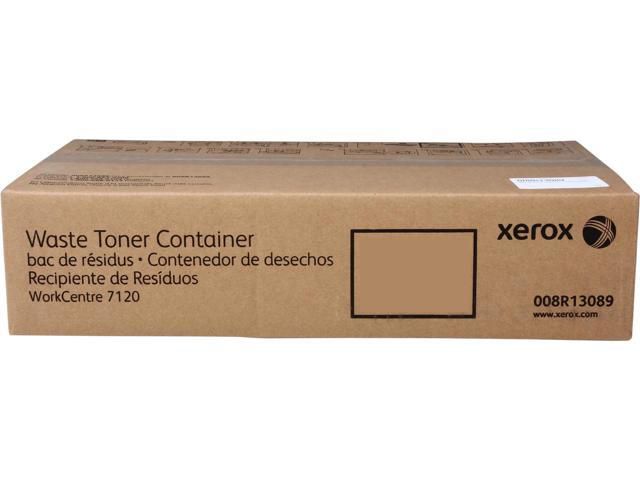 Waste Toner Container
bac de résidus • Contenedor de desechos
Recipiente de Resíduos
WorkCentre 7120
xerox
008R13089
www.xerox.com